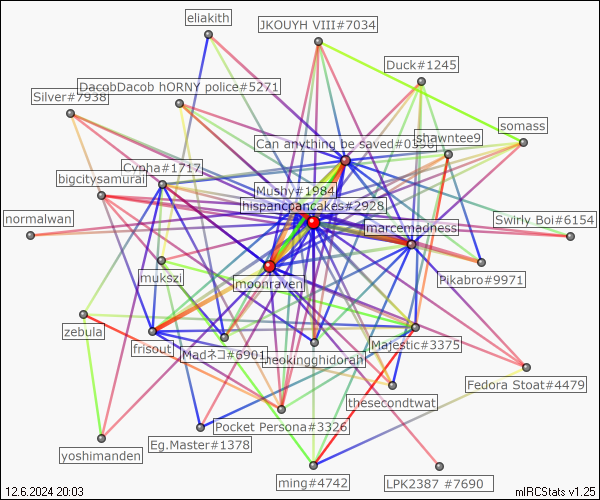 eliakith
JKOUYH VIII#7034
Duck#1245
DacobDacob hORNY police#5271
Silver#7938
somass
shawntee9
Can anything be saved#0390
Cypha#1717
bigcitysamurai
Mushy#1984
hispancpancakes#2928
normalwan
Swirly Boi#6154
marcemadness
mukszi
moonraven
Pikabro#9971
zebula
frisout
Madネコ#6901
neokingghidorah
Majestic#3375
Fedora Stoat#4479
thesecondtwat
Pocket Persona#3326
Eg.Master#1378
yoshimanden
ming#4742
LPK2387 #7690
12.6.2024 20:03
mIRCStats v1.25